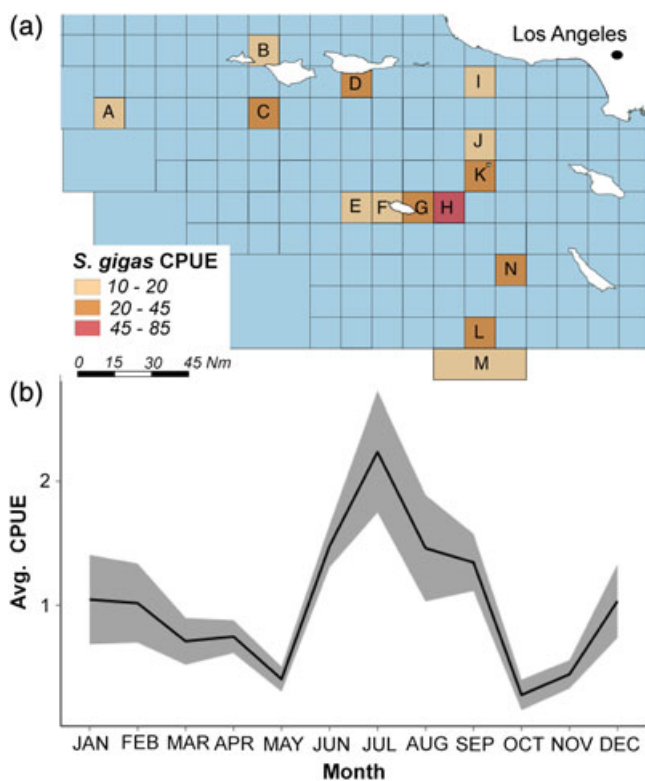 (a)
Los Angeles
B
D
I
A
C
J
K
E
F
G
H
N
L
M
S. gigas CPUE
10 - 20
20 - 45
45 - 85
0 15 30 45 Nm
(b)
Avg. CPUE
2
1
JAN FEB MAR APR MAY JUN JUL AUG SEP OCT NOV DEC
Month